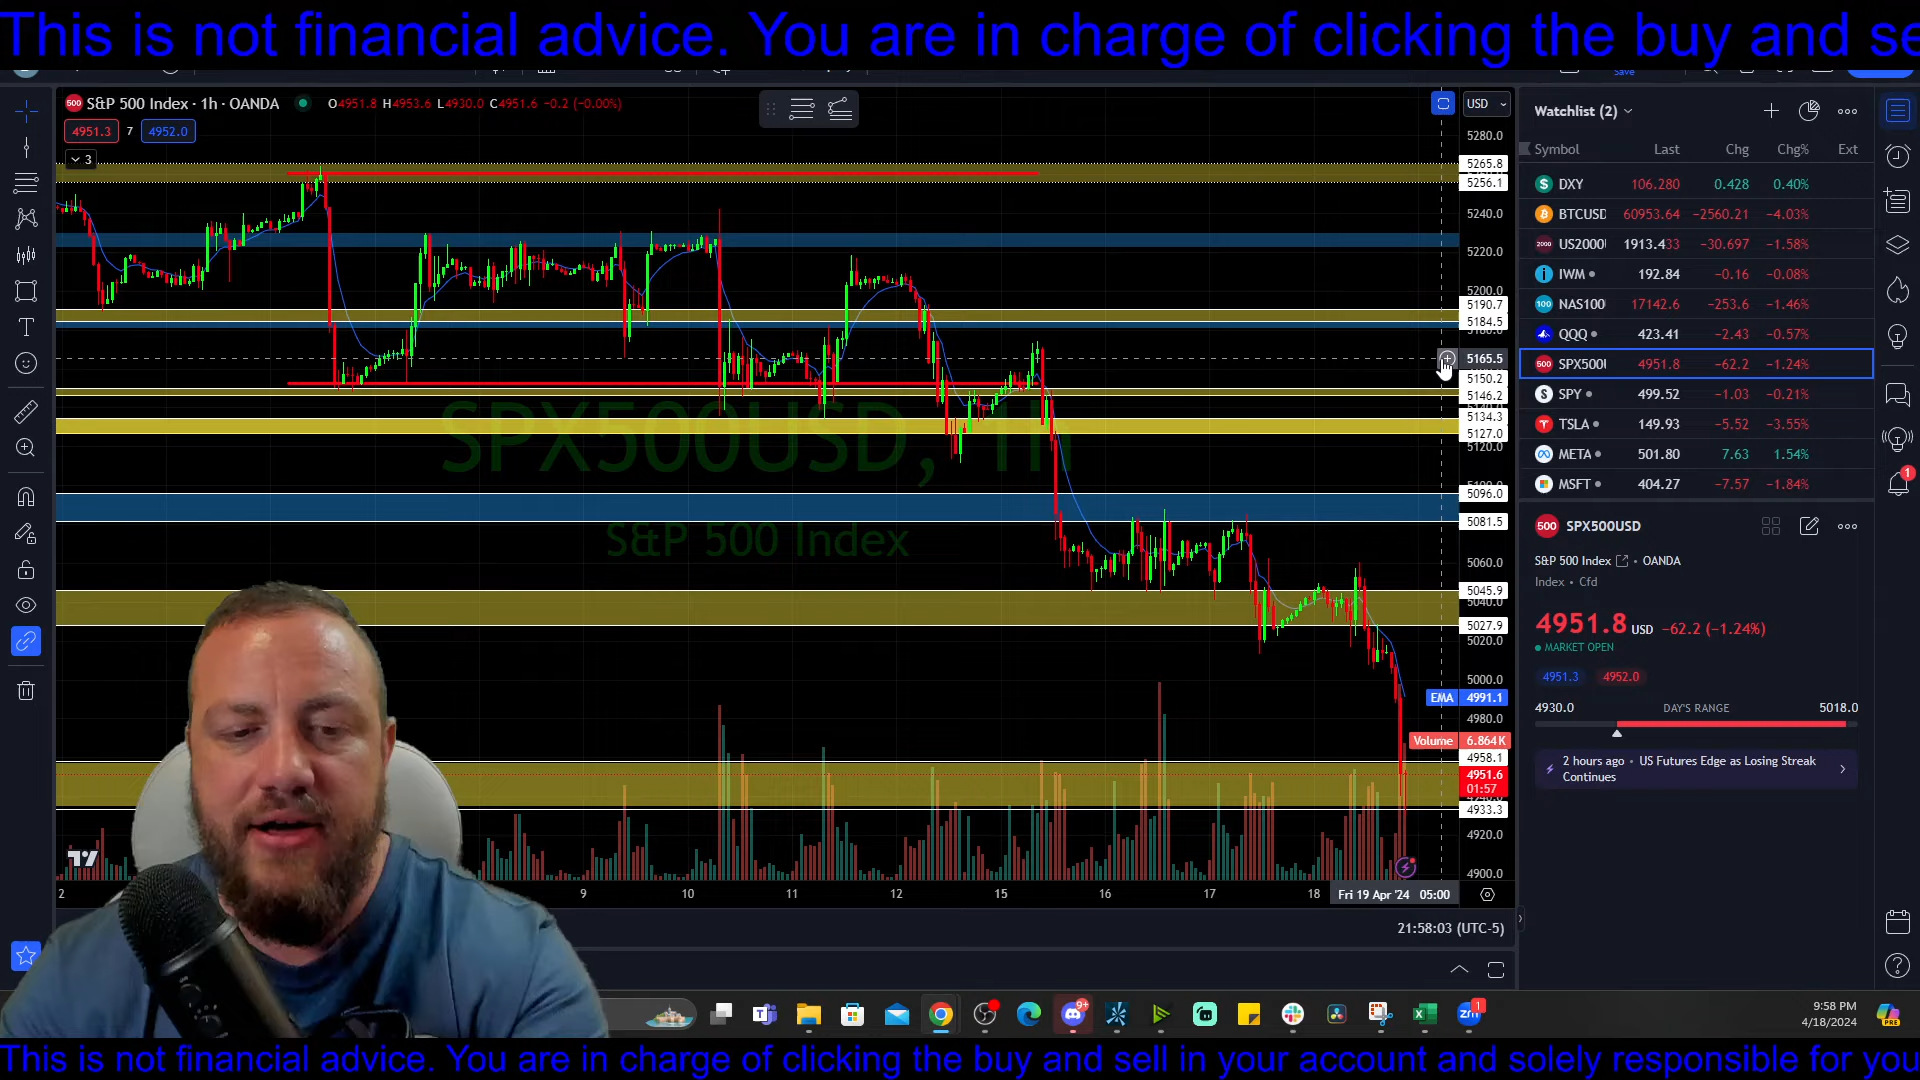 This is not financial advice. You are in charge of clicking the buy and se
Save
500 S&P 500 Index · 1h · OANDA O4951.8 H4953.6 L4930.0 C4951.6 −0.2 (−0.00%)
4951.3 7 4952.0
3
USD
5280.0
5265.8
5256.1
5240.0
5220.0
5200.0
5190.7
5184.5
5165.5
5150.2
5146.2
5134.3
5127.0
5120.0
5096.0
5081.5
5060.0
5045.9
5040.0
5027.9
5020.0
5000.0
EMA 4991.1
4980.0
Volume 6.864K
4958.1
4951.6
01:57
4933.3
4920.0
4900.0
SPX500USD, 1h
S&P 500 Index
2 9 10 11 12 15 16 17 18 Fri 19 Apr '24 05:00
21:58:03 (UTC-5)
Watchlist (2)
Symbol Last Chg Chg% Ext
DXY 106.280 0.428 0.40%
BTCUSD 60953.64 −2560.21 −4.03%
2000 US2000 1913.433 −30.697 −1.58%
IWM 192.84 −0.16 −0.08%
100 NAS100 17142.6 −253.6 −1.46%
QQQ 423.41 −2.43 −0.57%
500 SPX500 4951.8 −62.2 −1.24%
SPY 499.52 −1.03 −0.21%
TSLA 149.93 −5.52 −3.55%
META 501.80 7.63 1.54%
MSFT 404.27 −7.57 −1.84%
1
500 SPX500USD
S&P 500 Index • OANDA
Index • Cfd
4951.8 USD −62.2 (−1.24%)
MARKET OPEN
4951.3 4952.0
4930.0 DAY'S RANGE 5018.0
2 hours ago • US Futures Edge as Losing Streak
Continues
9+
1
9:58 PM
4/18/2024
PRE
This is not financial advice. You are in charge of clicking the buy and sell in your account and solely responsible for you